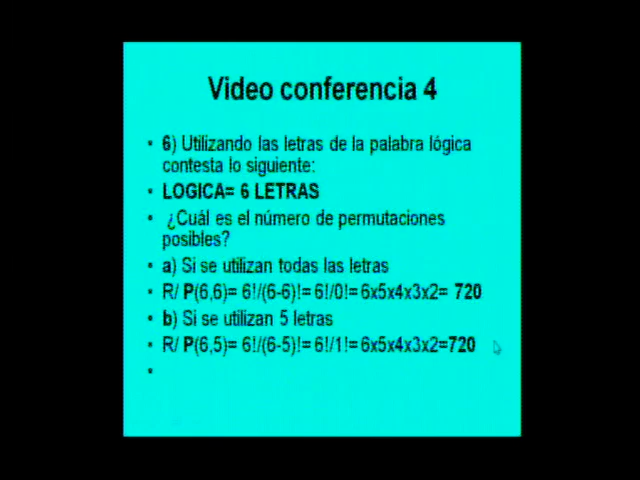 Video conferencia 4
• 6) Utilizando las letras de la palabra lógica
contesta lo siguiente:
• LOGICA= 6 LETRAS
• ¿Cuál es el número de permutaciones
posibles?
• a) Si se utilizan todas las letras
• R/ P(6,6)= 6!/(6-6)!= 6!/0!= 6x5x4x3x2= 720
• b) Si se utilizan 5 letras
• R/ P(6,5)= 6!/(6-5)!= 6!/1!= 6x5x4x3x2=720
•